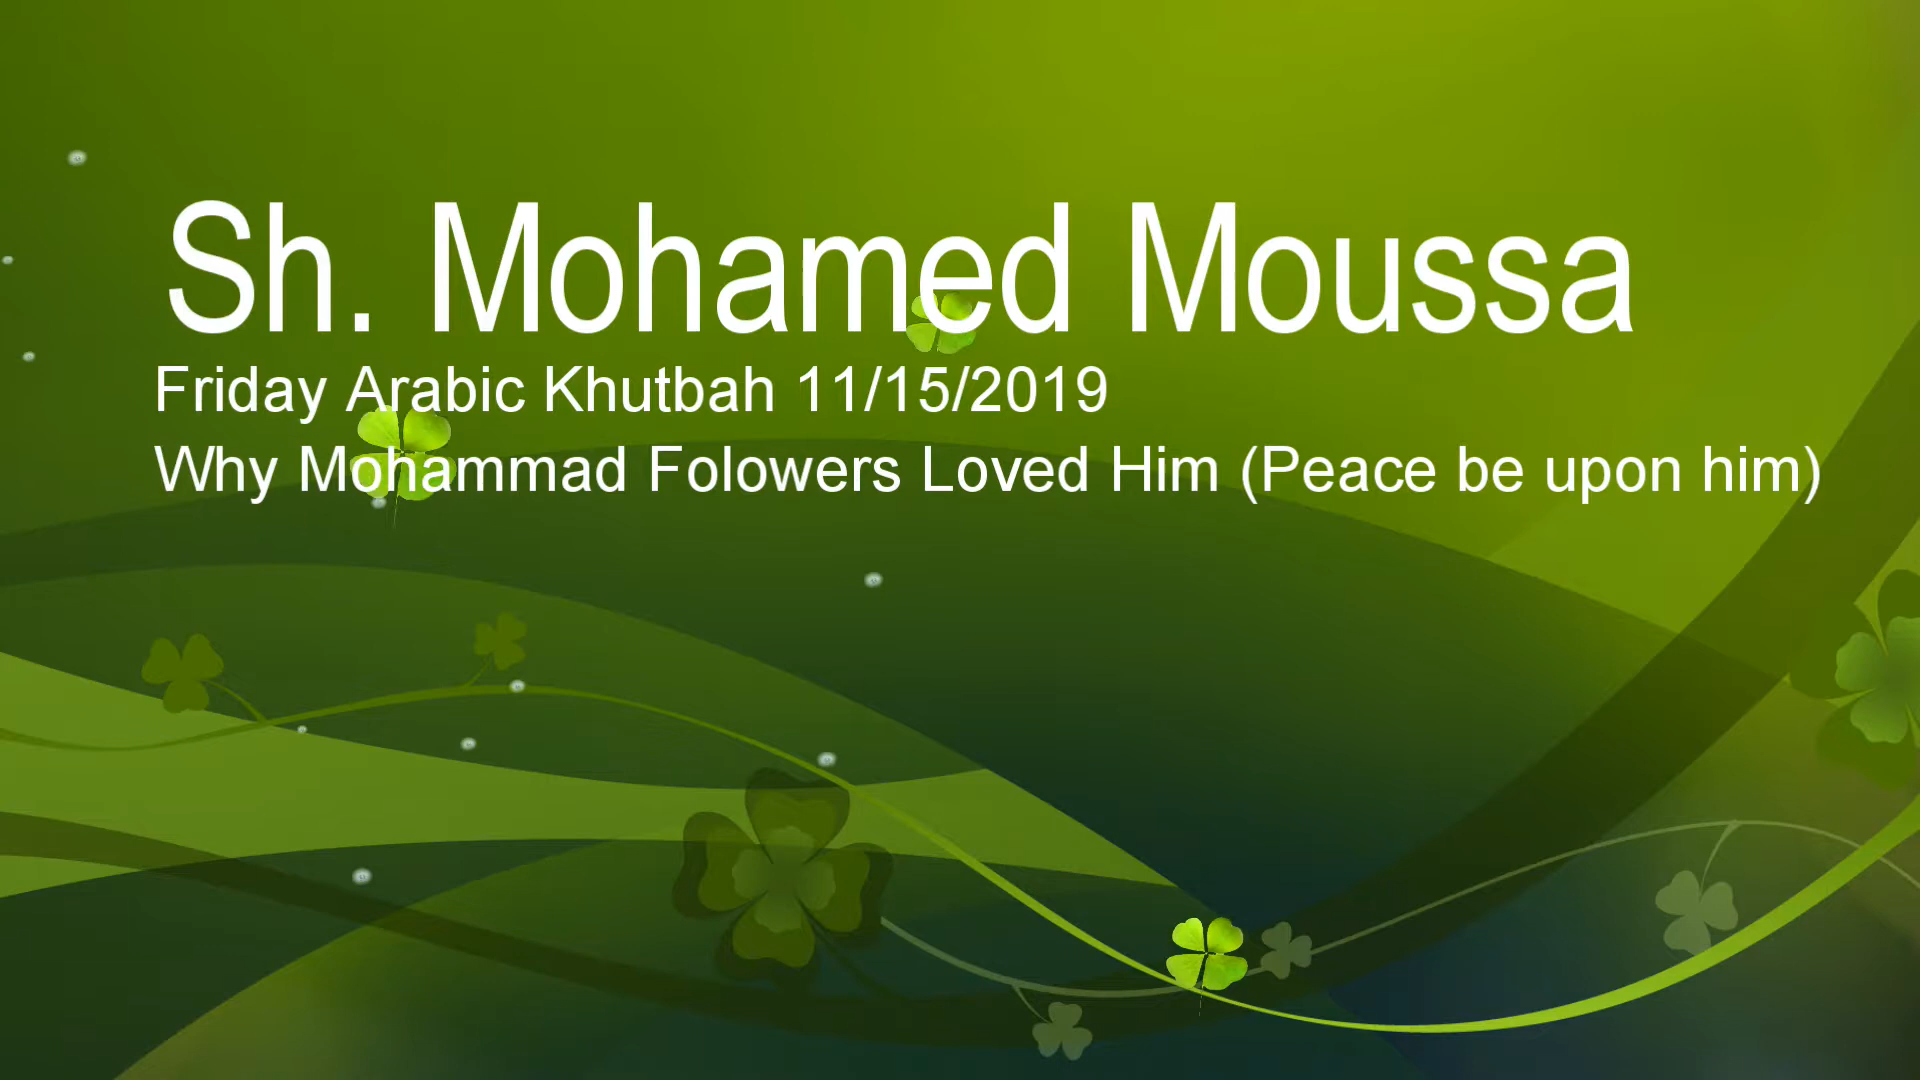 Sh. Mohamed Moussa
Friday Arabic Khutbah 11/15/2019
Why Mohammad Folowers Loved Him (Peace be upon him)